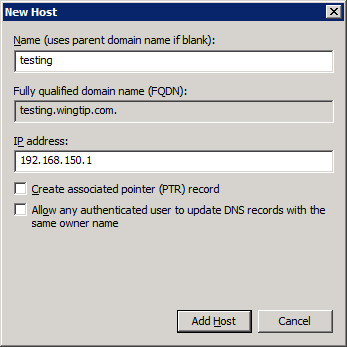 New Host
Name (uses parent domain name if blank):
testing
Fully qualified domain name (FQDN):
testing.wingtip.com.
IP address:
192.168.150.1
Create associated pointer (PTR) record
Allow any authenticated user to update DNS records with the
same owner name
Add Host
Cancel